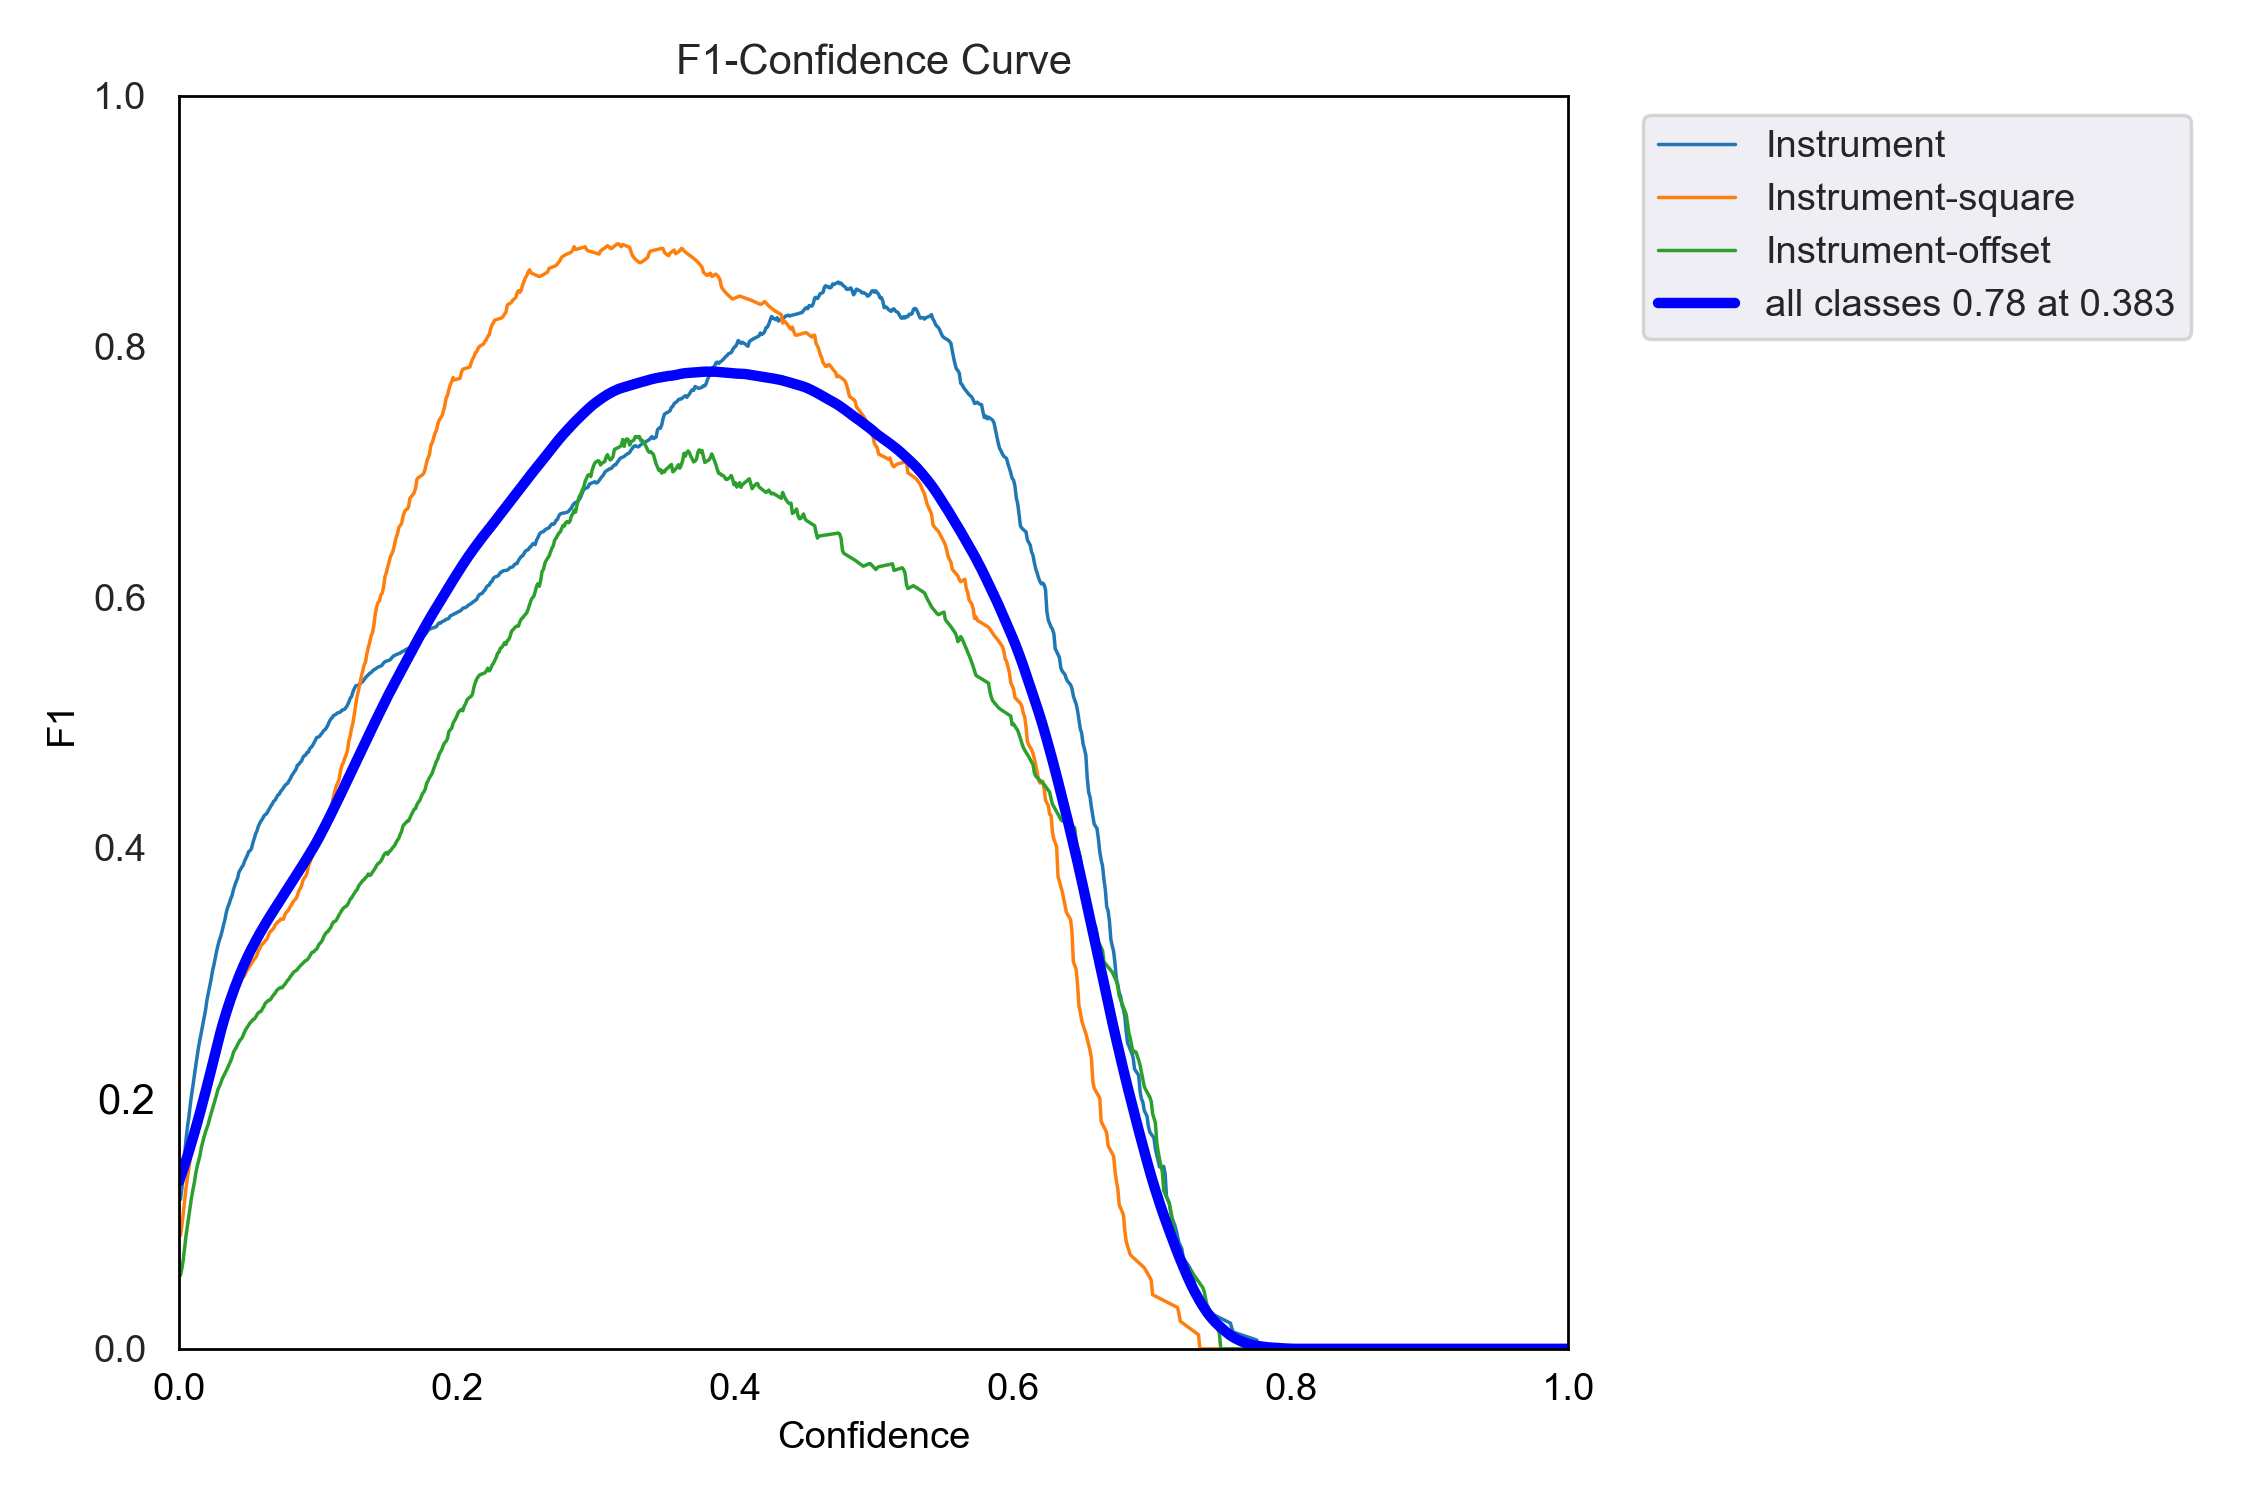 F1-Confidence Curve
1.0
0.8
0.6
0.4
0.2
0.0
F1
0.0 0.2 0.4 0.6 0.8 1.0
Confidence
Instrument
Instrument-square
Instrument-offset
all classes 0.78 at 0.383